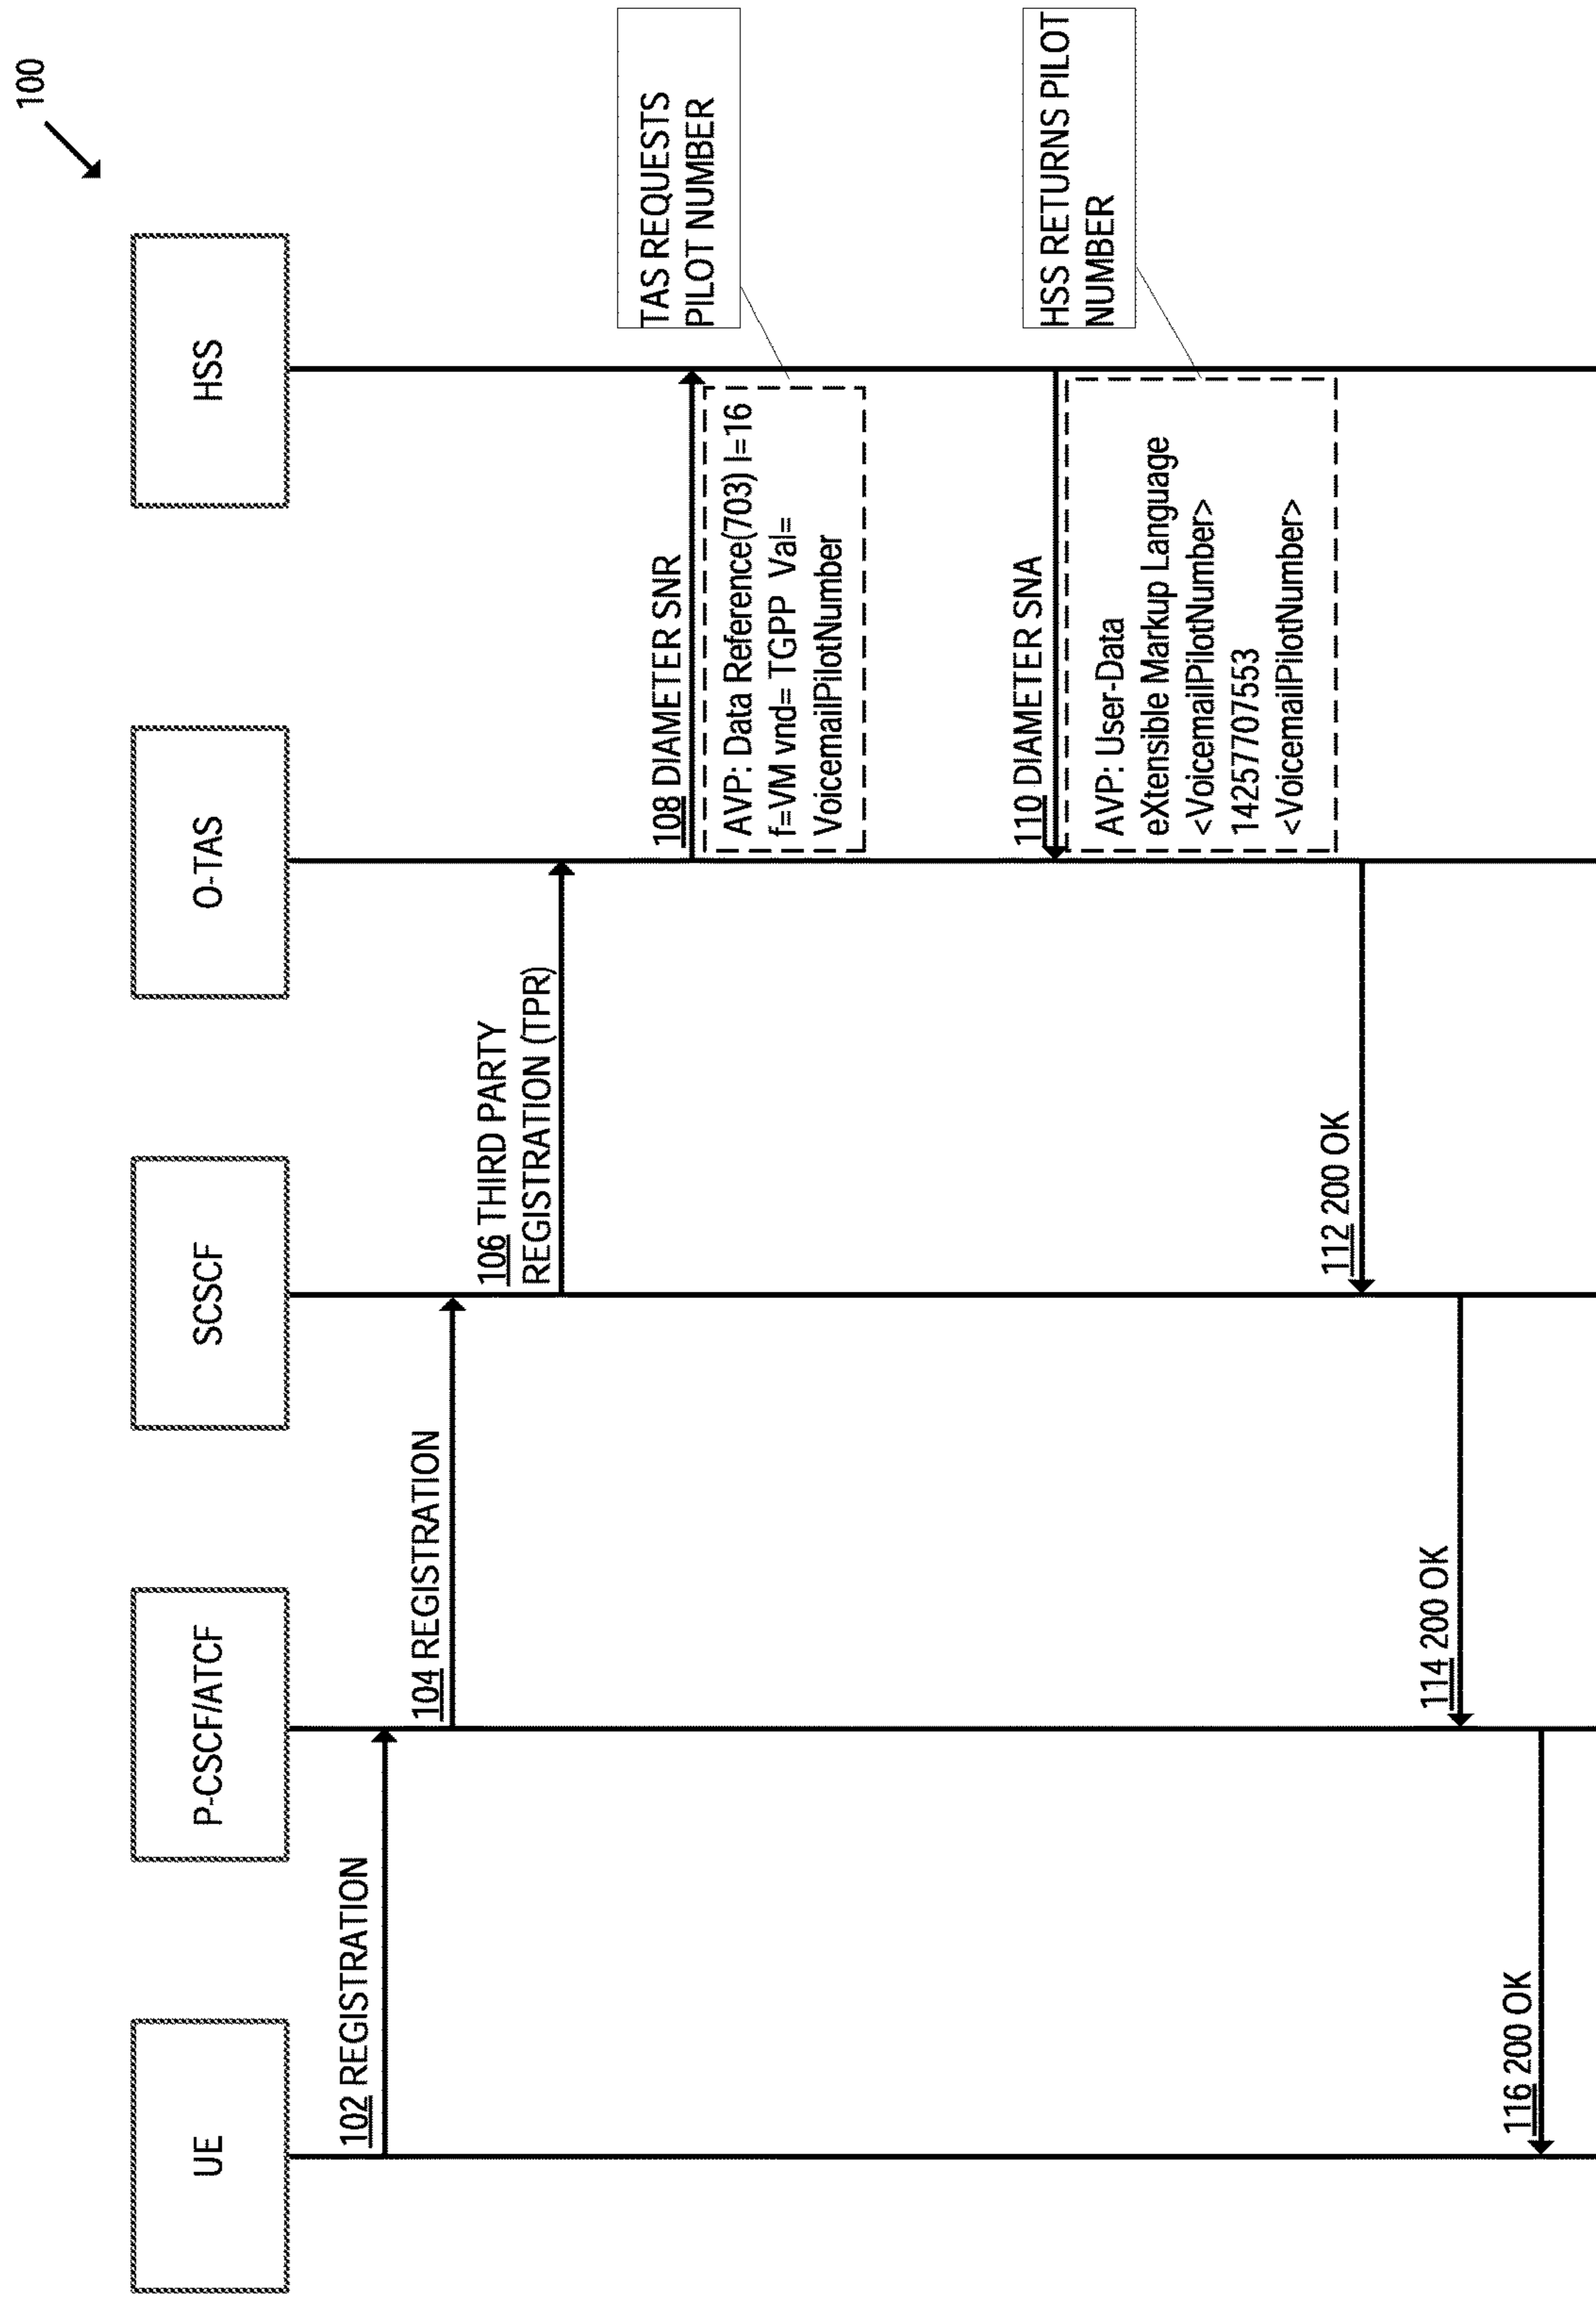 100
UE
P-CSCF/ATCF
SCSCF
O-TAS
HSS
102 REGISTRATION
104 REGISTRATION
106 THIRD PARTY
REGISTRATION (TPR)
108 DIAMETER SNR
AVP: Data Reference(703) l=16
f=VM vnd= TGPP Val=
VoicemailPilotNumber
TAS REQUESTS
PILOT NUMBER
110 DIAMETER SNA
AVP: User-Data
eXtensible Markup Language
<VoicemailPilotNumber>
14257707553
<VoicemailPilotNumber>
HSS RETURNS PILOT
NUMBER
112 200 OK
114 200 OK
116 200 OK